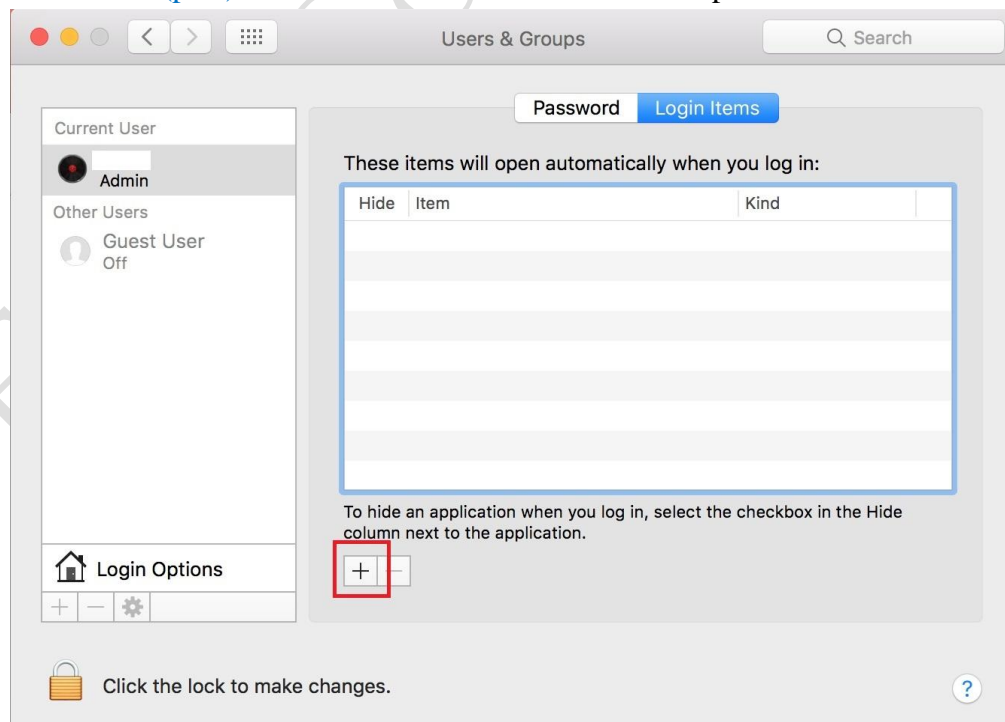 Users & Groups
Search
Password
Login Items
Current User
Admin
Other Users
Guest User
Off
Login Options
These items will open automatically when you log in:
Hide Item Kind
To hide an application when you log in, select the checkbox in the Hide
column next to the application.
+ −
+ −
Click the lock to make changes.
?